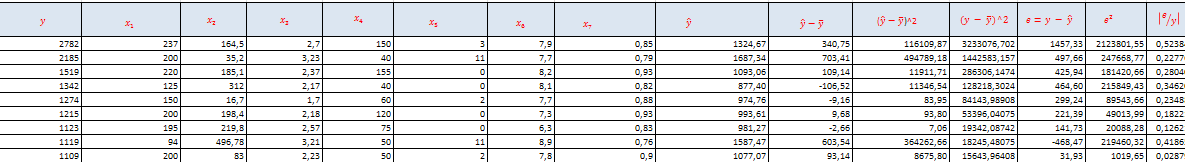 y x₁ x₂ x₃ x₄ x₅ x₆ x₇ ŷ ŷ − ȳ (ŷ − ȳ)^2 (y − ȳ)^2 e = y − ŷ e² |e/y|
2782 237 164,5 2,7 150 3 7,9 0,85 1324,67 340,75 116109,87 3233076,702 1457,33 2123801,55 0,5238
2185 200 35,2 3,23 40 11 7,7 0,79 1687,34 703,41 494789,18 1442583,157 497,66 247668,77 0,2277
1519 220 185,1 2,37 155 0 8,2 0,93 1093,06 109,14 11911,71 286306,1474 425,94 181420,66 0,2804
1342 125 312 2,17 40 0 8,1 0,82 877,40 -106,52 11346,54 128218,3024 464,60 215849,43 0,3462
1274 150 16,7 1,7 60 2 7,7 0,88 974,76 -9,16 83,95 84143,98908 299,24 89543,66 0,2348
1215 200 198,4 2,18 120 0 7,3 0,93 993,61 9,68 93,80 53396,04075 221,39 49013,99 0,1822
1123 195 219,8 2,57 75 0 6,3 0,83 981,27 -2,66 7,06 19342,08742 141,73 20088,28 0,1262
1119 94 496,78 3,21 50 11 8,9 0,76 1587,47 603,54 364262,66 18245,48075 -468,47 219460,32 0,4186
1109 200 83 2,23 50 2 7,8 0,9 1077,07 93,14 8675,80 15643,96408 31,93 1019,65 0,0287